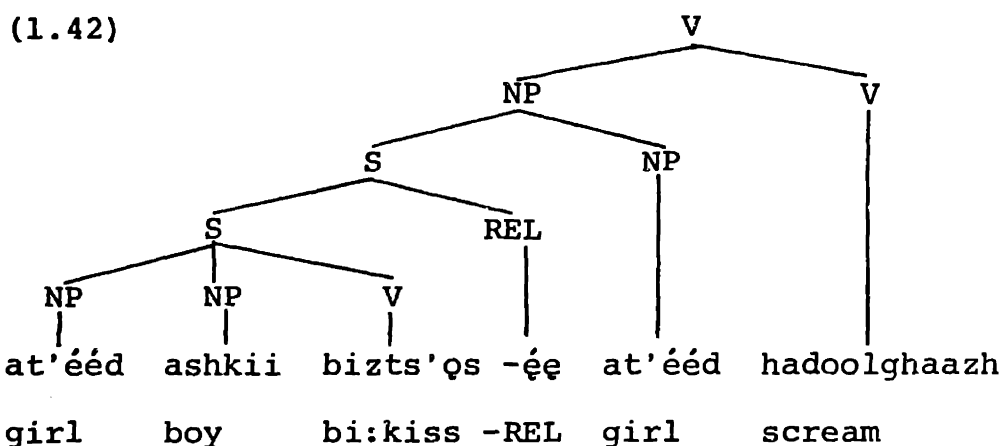 (1.42)
V
NP V
S NP
S REL
NP NP V
at'ééd ashkii bizts'ǫs -ę́ę at'ééd hadoolghaazh
girl boy bi:kiss -REL girl scream